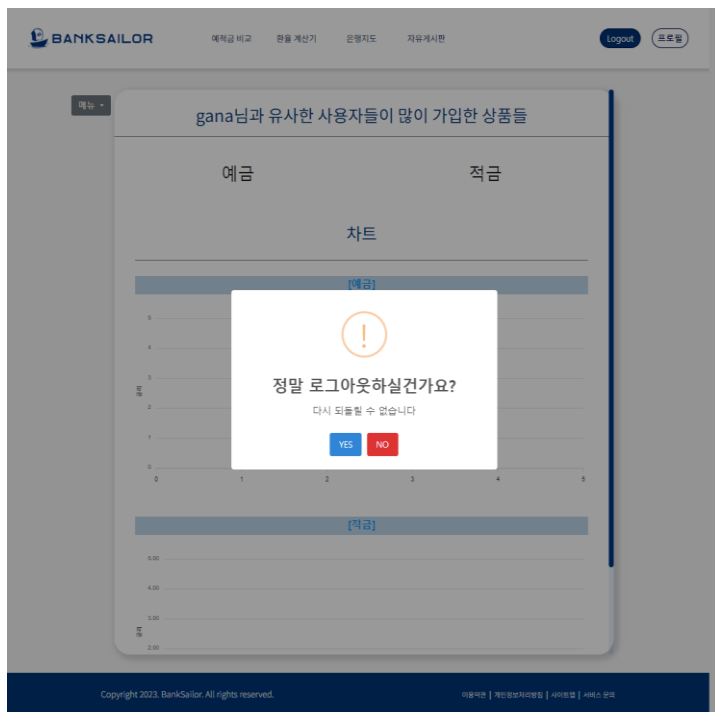 BANKSAILOR
예적금 비교 환율 계산기 은행지도 자유게시판
Logout 프로필
메뉴
gana님과 유사한 사용자들이 많이 가입한 상품들
예금 적금
차트
[예금]
5
4
3
2
1
0
금리
0 1 2 3 4 5
!
정말 로그아웃하실건가요?
다시 되돌릴 수 없습니다
YES NO
[적금]
5.00
4.00
3.00
2.00
금리
Copyright 2023. BankSailor. All rights reserved.
이용약관 | 개인정보처리방침 | 사이트맵 | 서비스 문의